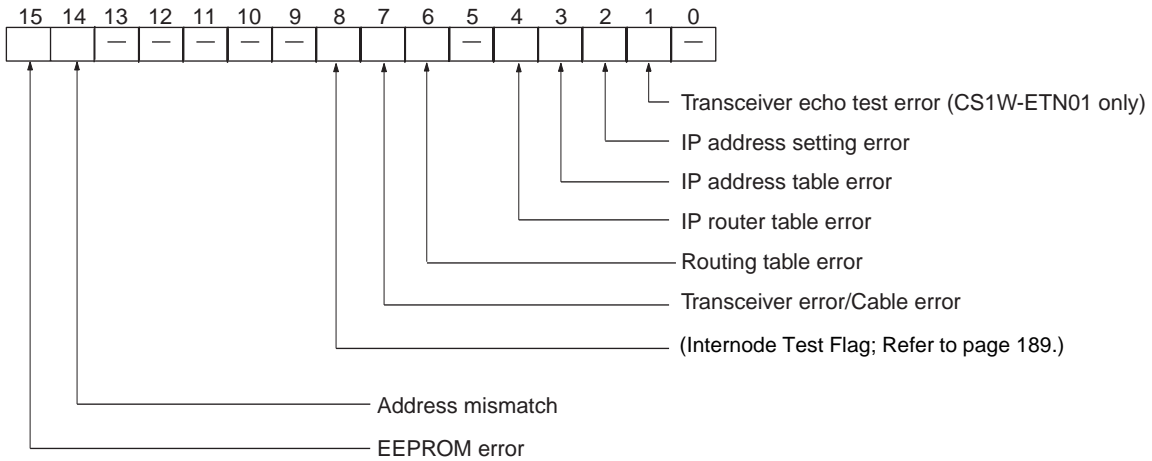 15 14 13 12 11 10 9 8 7 6 5 4 3 2 1 0
— — — — — — —
Transceiver echo test error (CS1W-ETN01 only)
IP address setting error
IP address table error
IP router table error
Routing table error
Transceiver error/Cable error
(Internode Test Flag; Refer to page 189.)
Address mismatch
EEPROM error